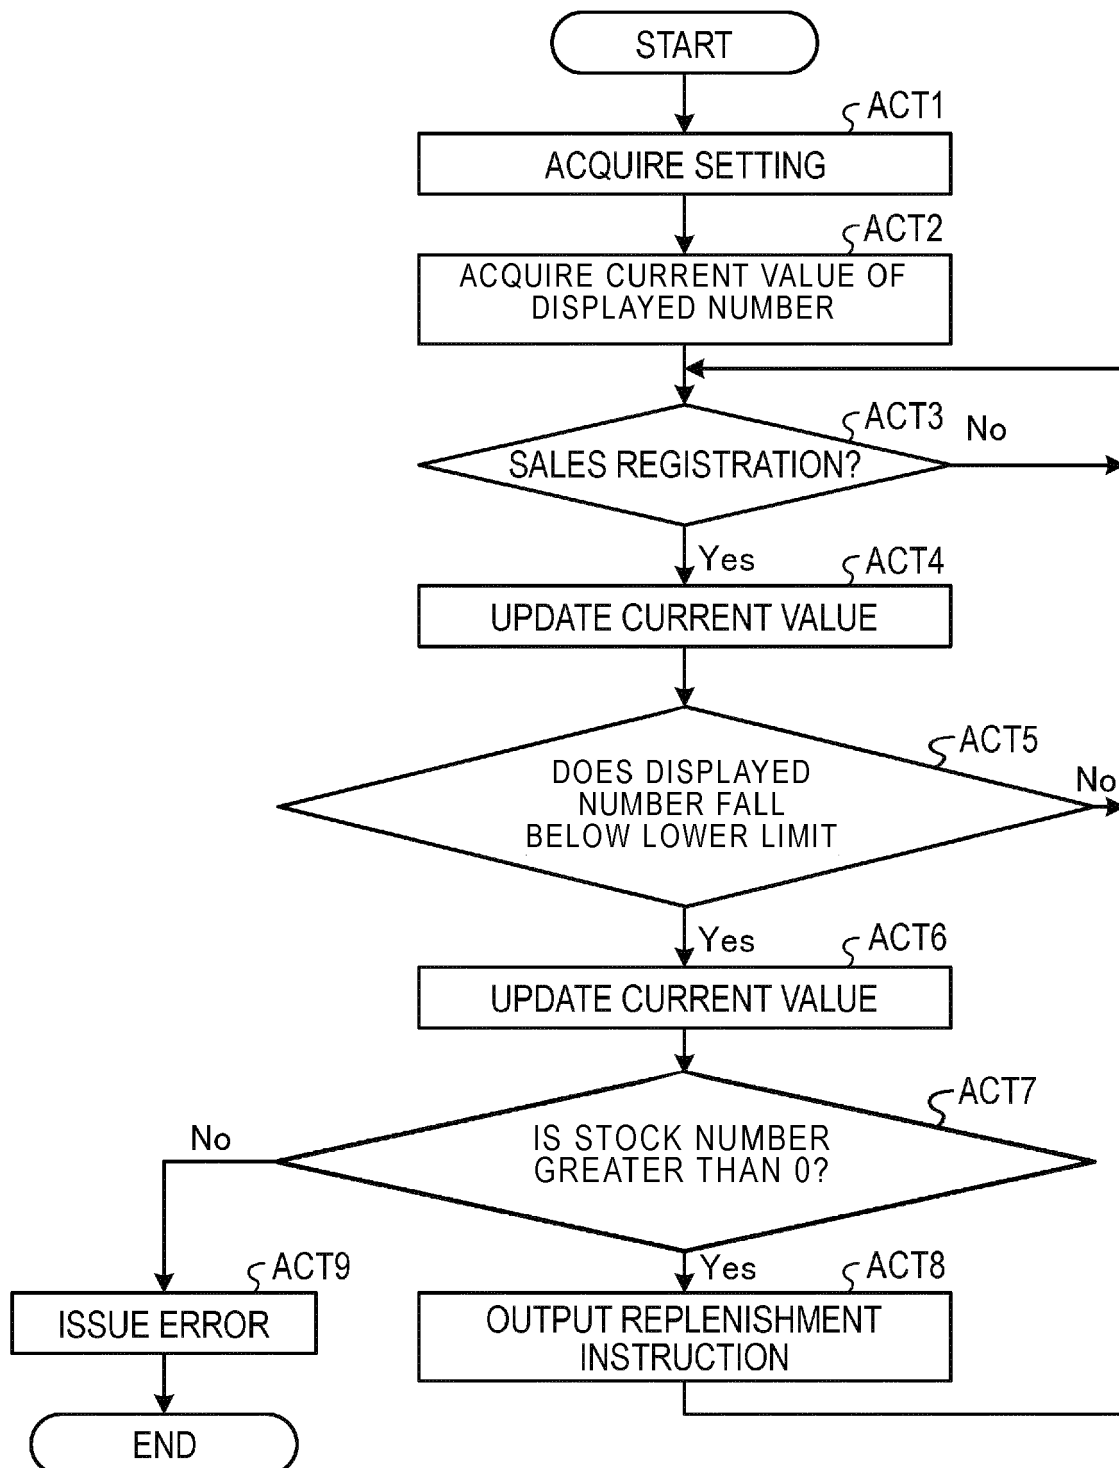 START
ACT1
ACQUIRE SETTING
ACT2
ACQUIRE CURRENT VALUE OF
DISPLAYED NUMBER
ACT3
No
SALES REGISTRATION?
Yes
ACT4
UPDATE CURRENT VALUE
ACT5
No
DOES DISPLAYED
NUMBER FALL
BELOW LOWER LIMIT
Yes
ACT6
UPDATE CURRENT VALUE
ACT7
No
IS STOCK NUMBER
GREATER THAN 0?
Yes
ACT8
ACT9
OUTPUT REPLENISHMENT
INSTRUCTION
ISSUE ERROR
END